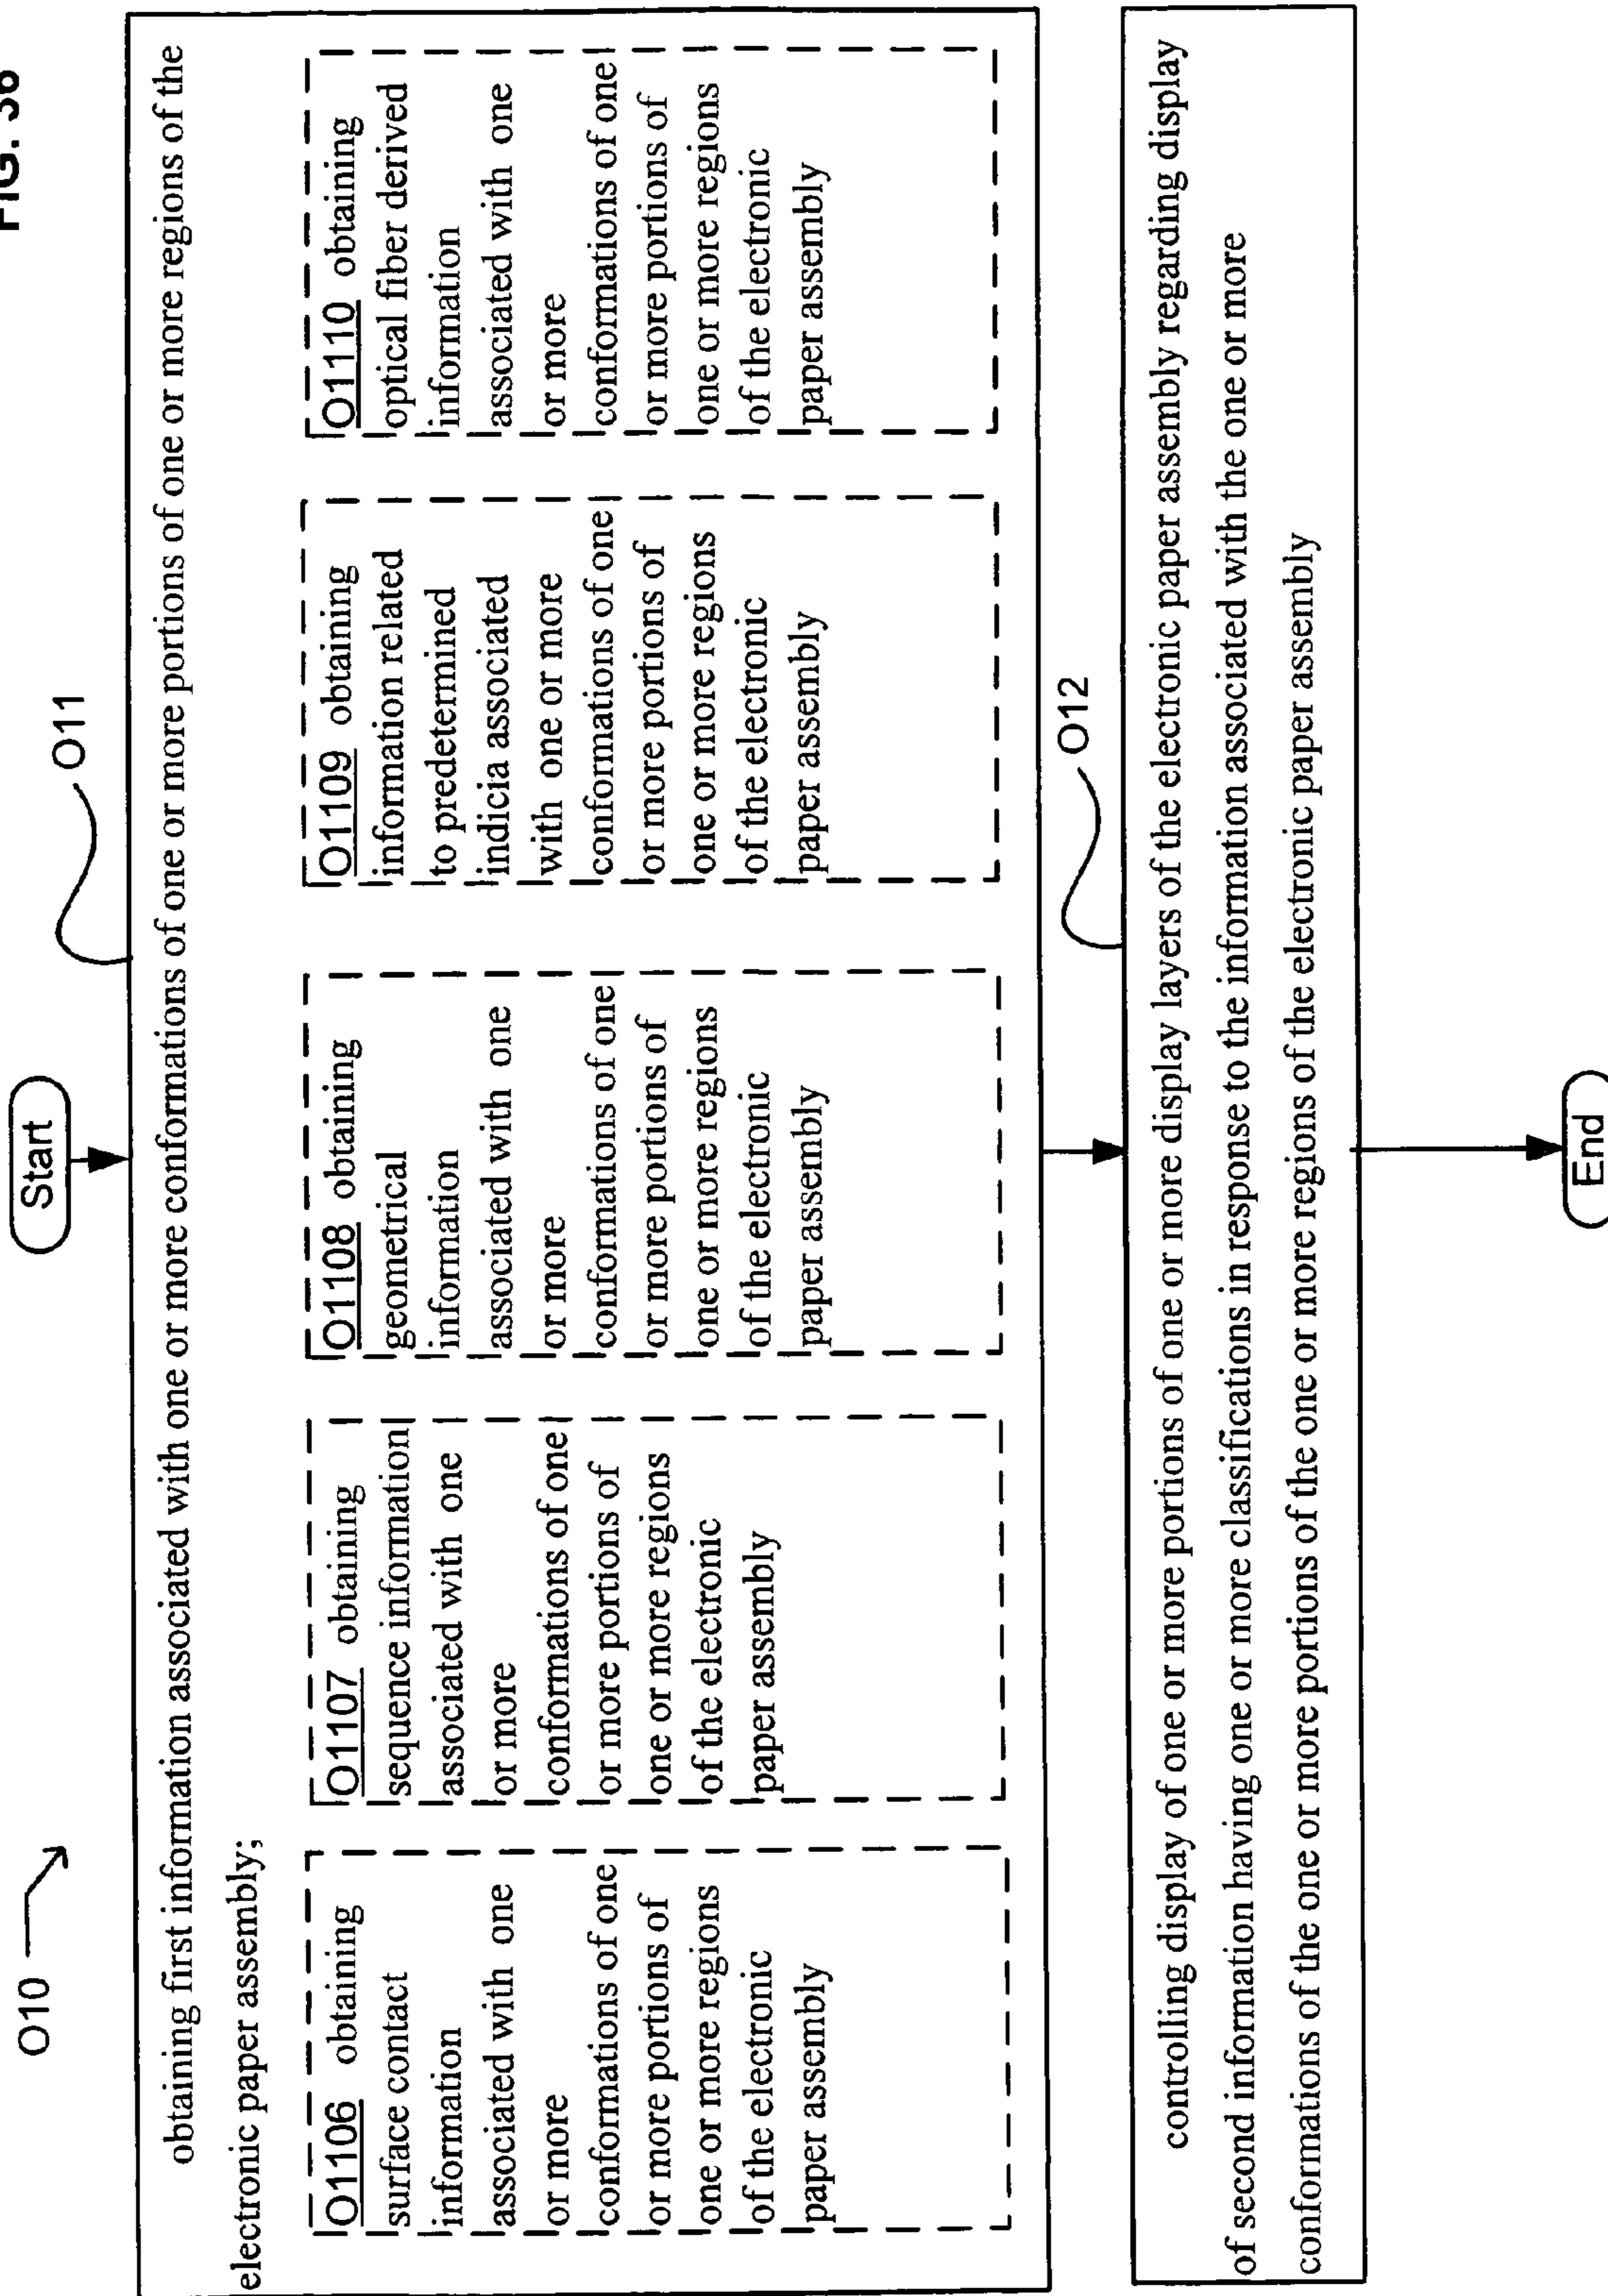 FIG. 36
O10
Start
O11
obtaining first information associated with one or more conformations of one or more portions of one or more regions of the
electronic paper assembly;
O1106 obtaining
surface contact
information
associated with one
or more
conformations of one
or more portions of
one or more regions
of the electronic
paper assembly
O1107 obtaining
sequence information
associated with one
or more
conformations of one
or more portions of
one or more regions
of the electronic
paper assembly
O1108 obtaining
geometrical
information
associated with one
or more
conformations of one
or more portions of
one or more regions
of the electronic
paper assembly
O1109 obtaining
information related
to predetermined
indicia associated
with one or more
conformations of one
or more portions of
one or more regions
of the electronic
paper assembly
O1110 obtaining
optical fiber derived
information
associated with one
or more
conformations of one
or more portions of
one or more regions
of the electronic
paper assembly
O12
controlling display of one or more portions of one or more display layers of the electronic paper assembly regarding display
of second information having one or more classifications in response to the information associated with the one or more
conformations of the one or more portions of the one or more regions of the electronic paper assembly
End